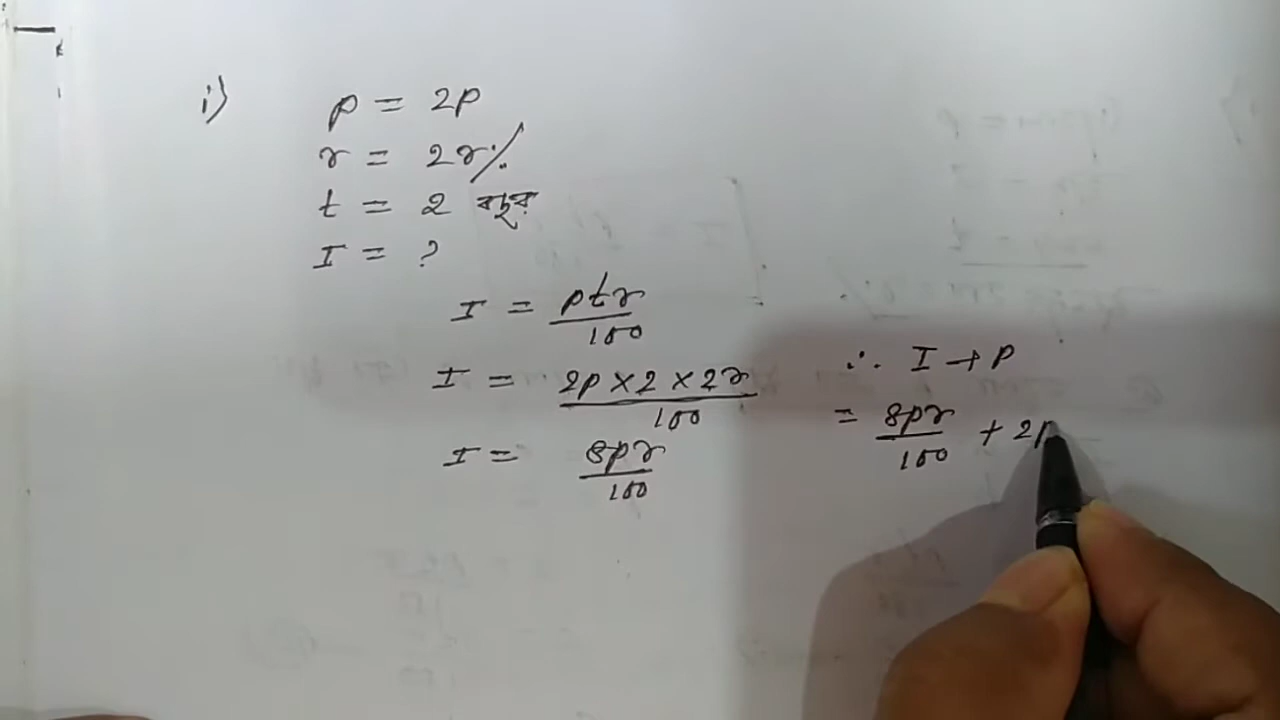 i)
p = 2p
r = 2r%
t = 2 বছর
I = ?
I = ptr/100
I = 2p×2×2r/100
I = 8pr/100
∴ I + P
= 8pr/100 + 2p